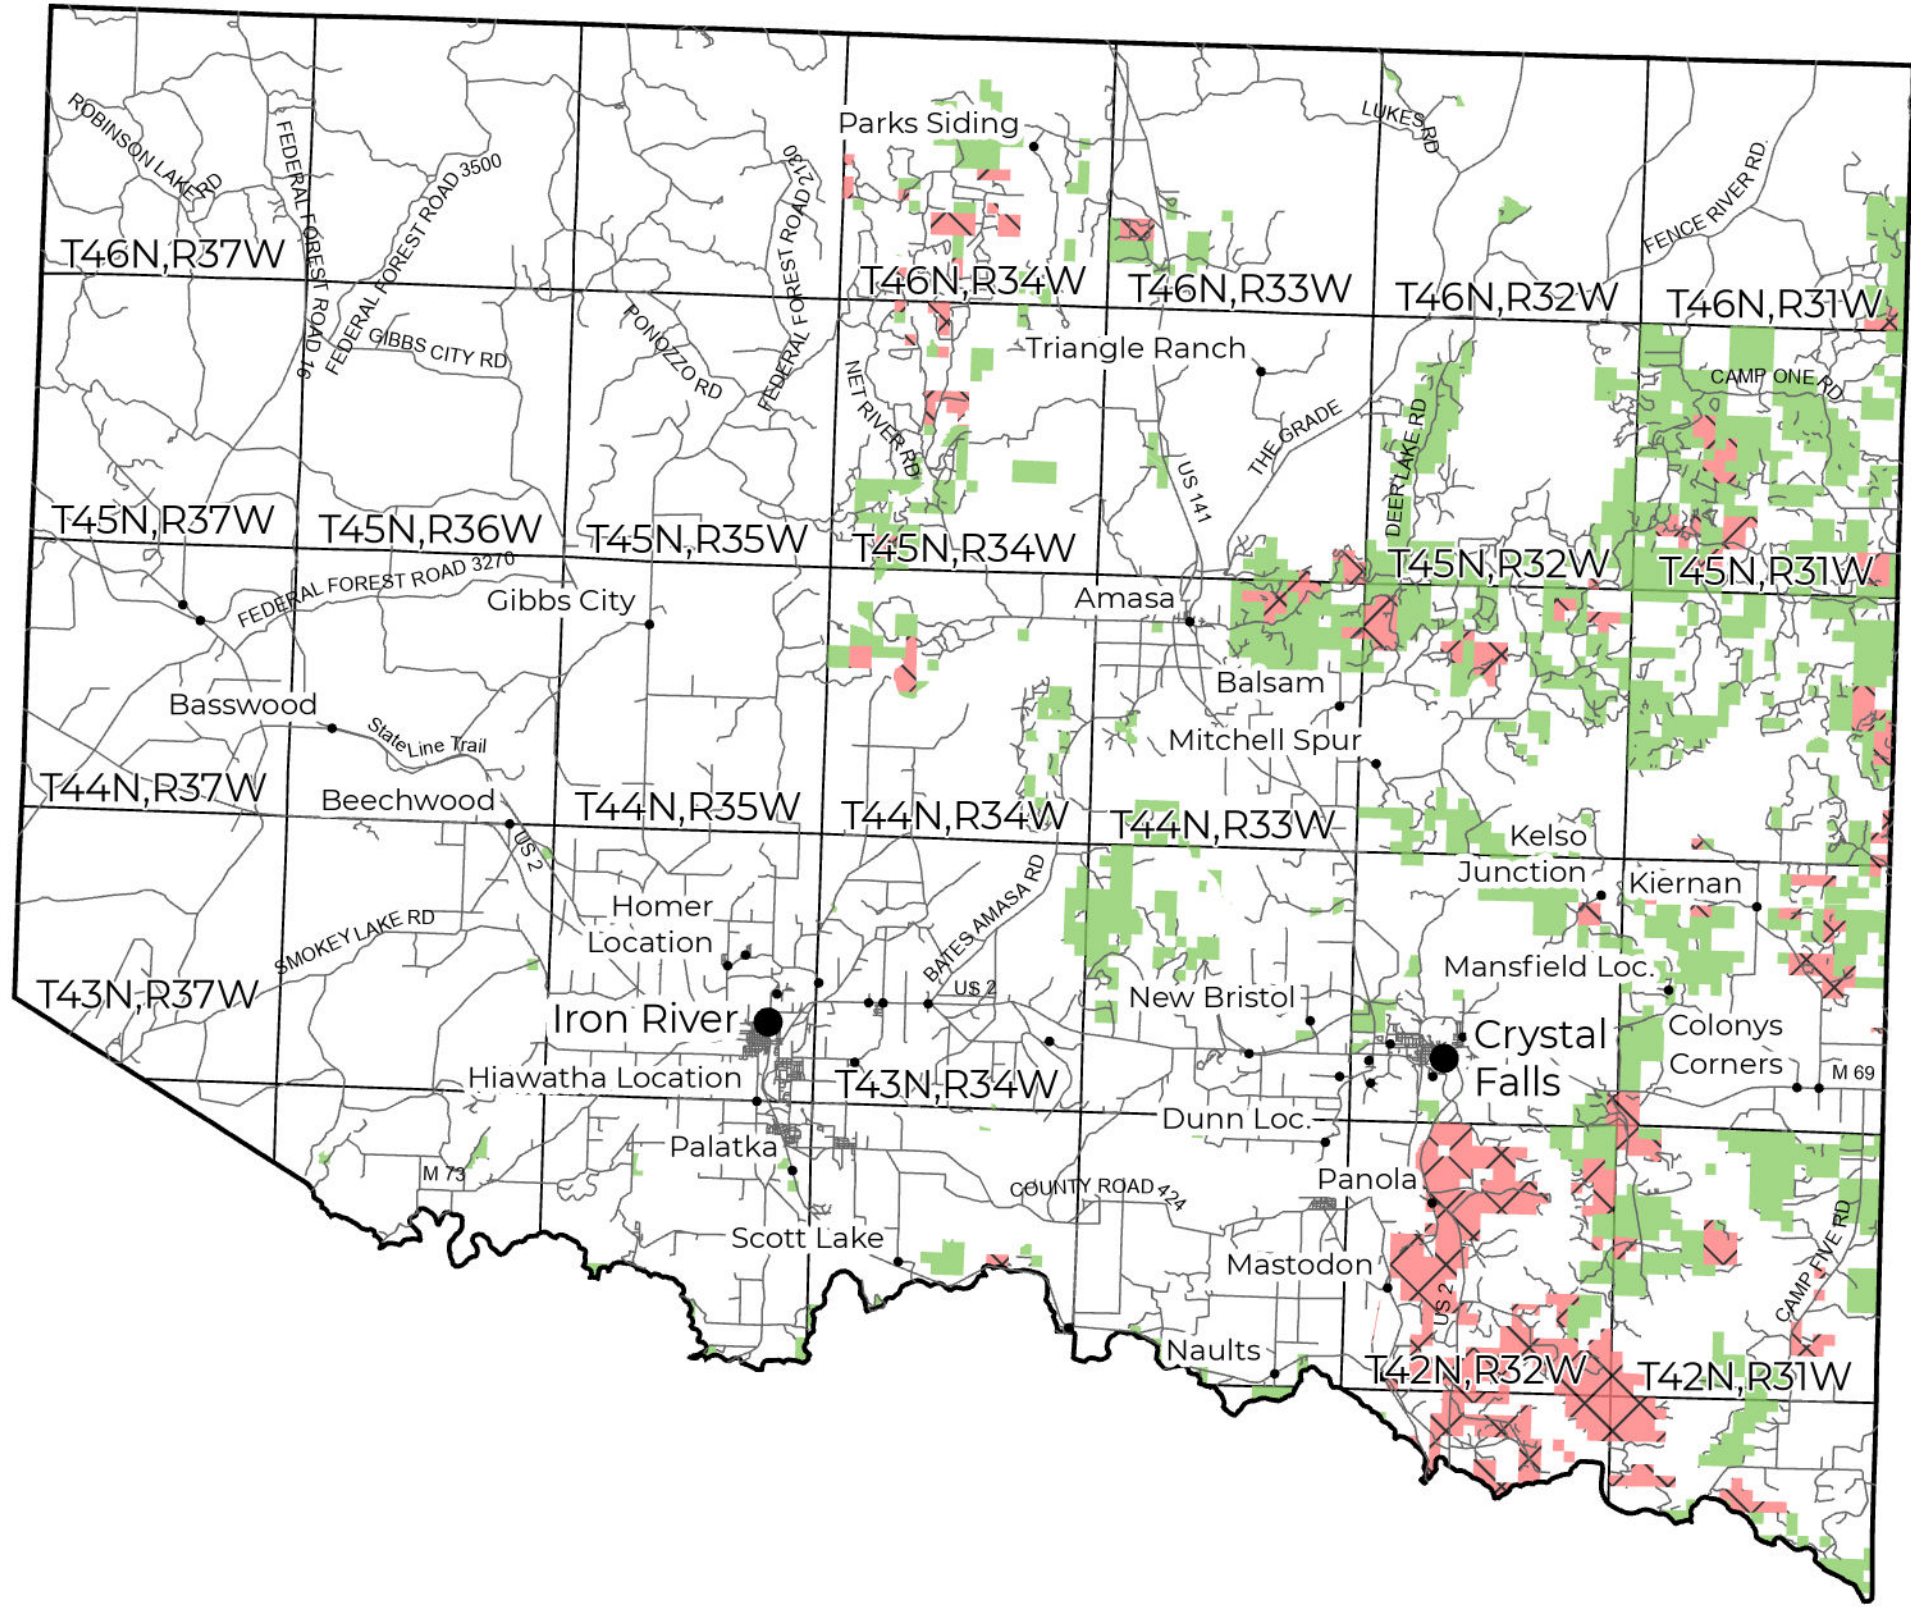 Parks Siding
LUKES RD
ROBINSON LAKE RD
FEDERAL FOREST ROAD 16
FEDERAL FOREST ROAD 3500
FEDERAL FOREST ROAD 2130
FENCE RIVER RD.
T46N,R37W
T46N,R34W
T46N,R33W
T46N,R32W
T46N,R31W
GIBBS CITY RD
PONOZZO RD
Triangle Ranch
NET RIVER RD
CAMP ONE RD
THE GRADE
DEER LAKE RD
US 141
T45N,R37W
T45N,R36W
T45N,R35W
T45N,R34W
T45N,R32W
T45N,R31W
FEDERAL FOREST ROAD 3270
Gibbs City
Amasa
Balsam
Basswood
StateLine Trail
Mitchell Spur
T44N,R37W
Beechwood
T44N,R35W
T44N,R34W
T44N,R33W
US 2
Kelso
Junction
Kiernan
Homer
Location
BATES AMASA RD
SMOKEY LAKE RD
Mansfield Loc.
T43N,R37W
US 2
New Bristol
Iron River
Crystal
Falls
Colonys
Corners
M 69
Hiawatha Location
T43N,R34W
Dunn Loc.
Palatka
M 73
COUNTY ROAD 424
Panola
Scott Lake
Mastodon
US 2
CAMP FIVE RD
Naults
T42N,R32W
T42N,R31W